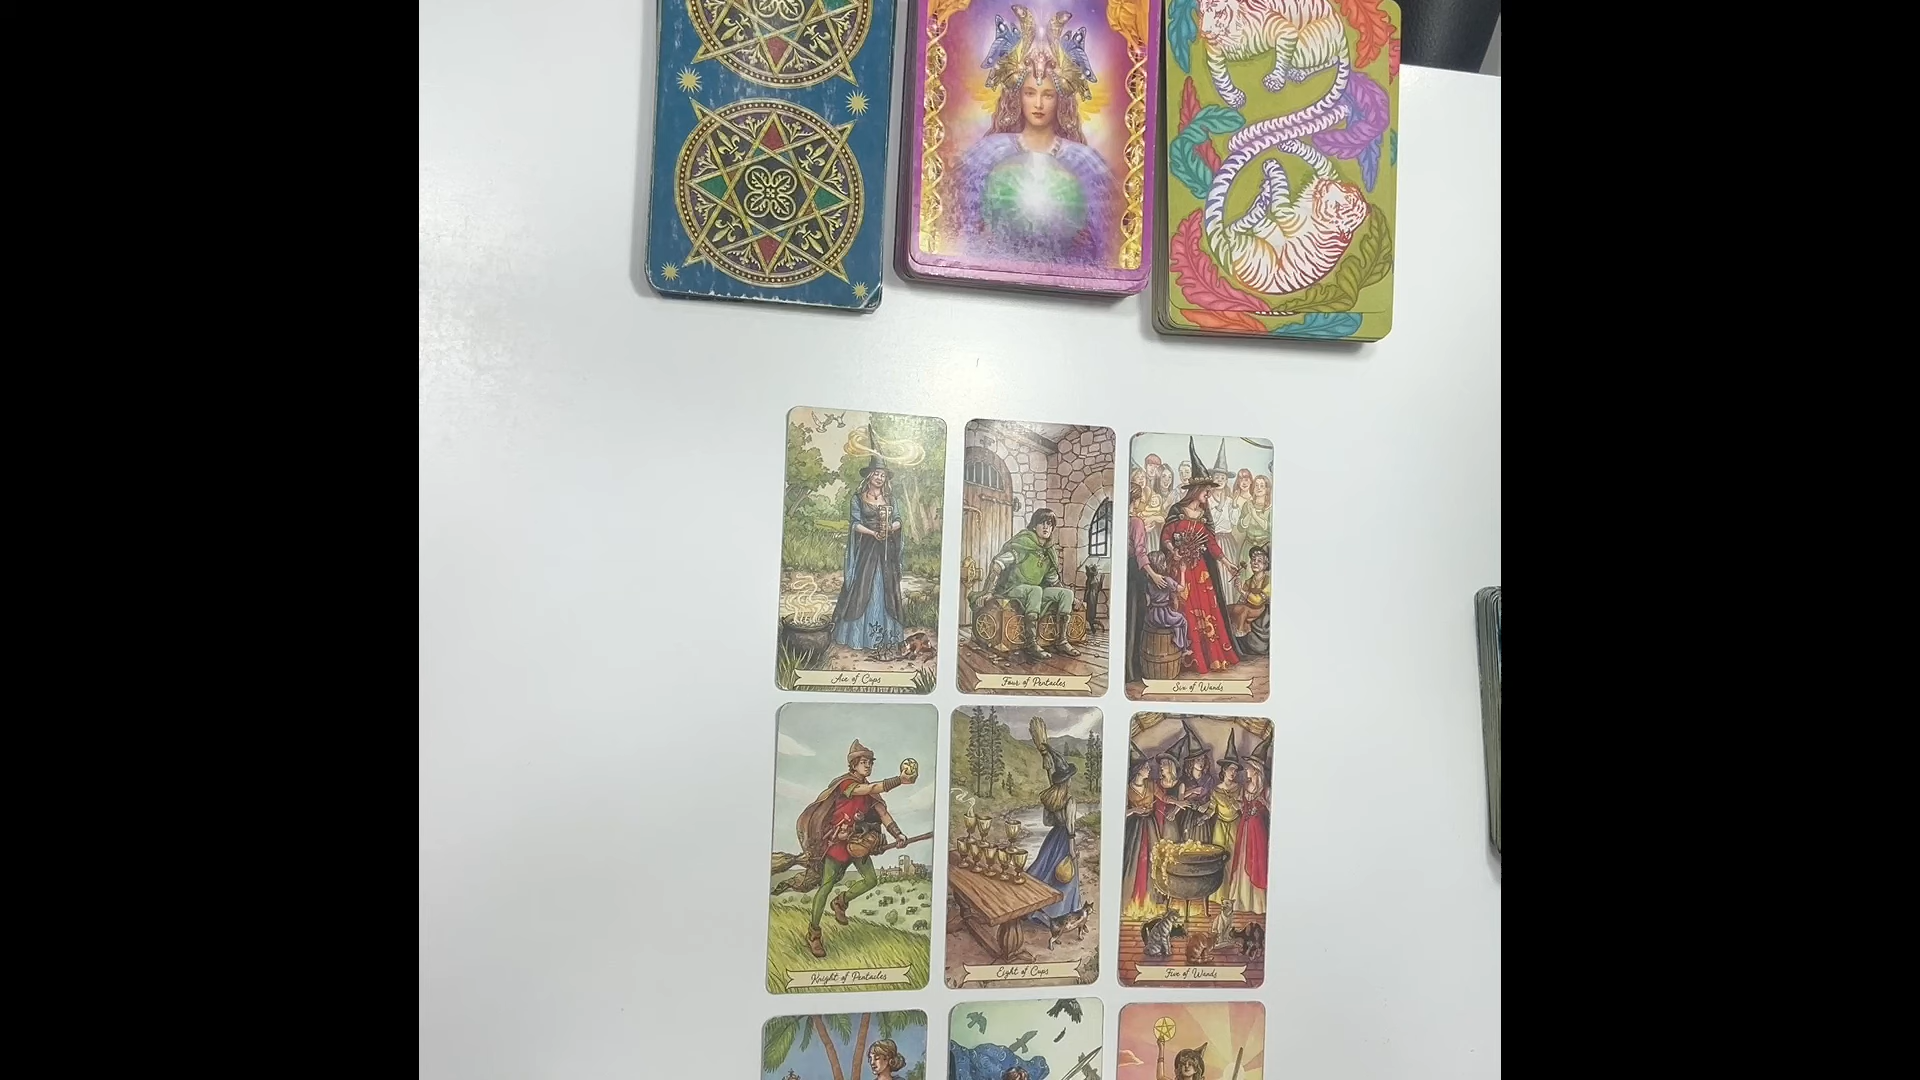 Ace of Cups
Four of Pentacles
Six of Wands
Knight of Pentacles
Eight of Cups
Five of Wands